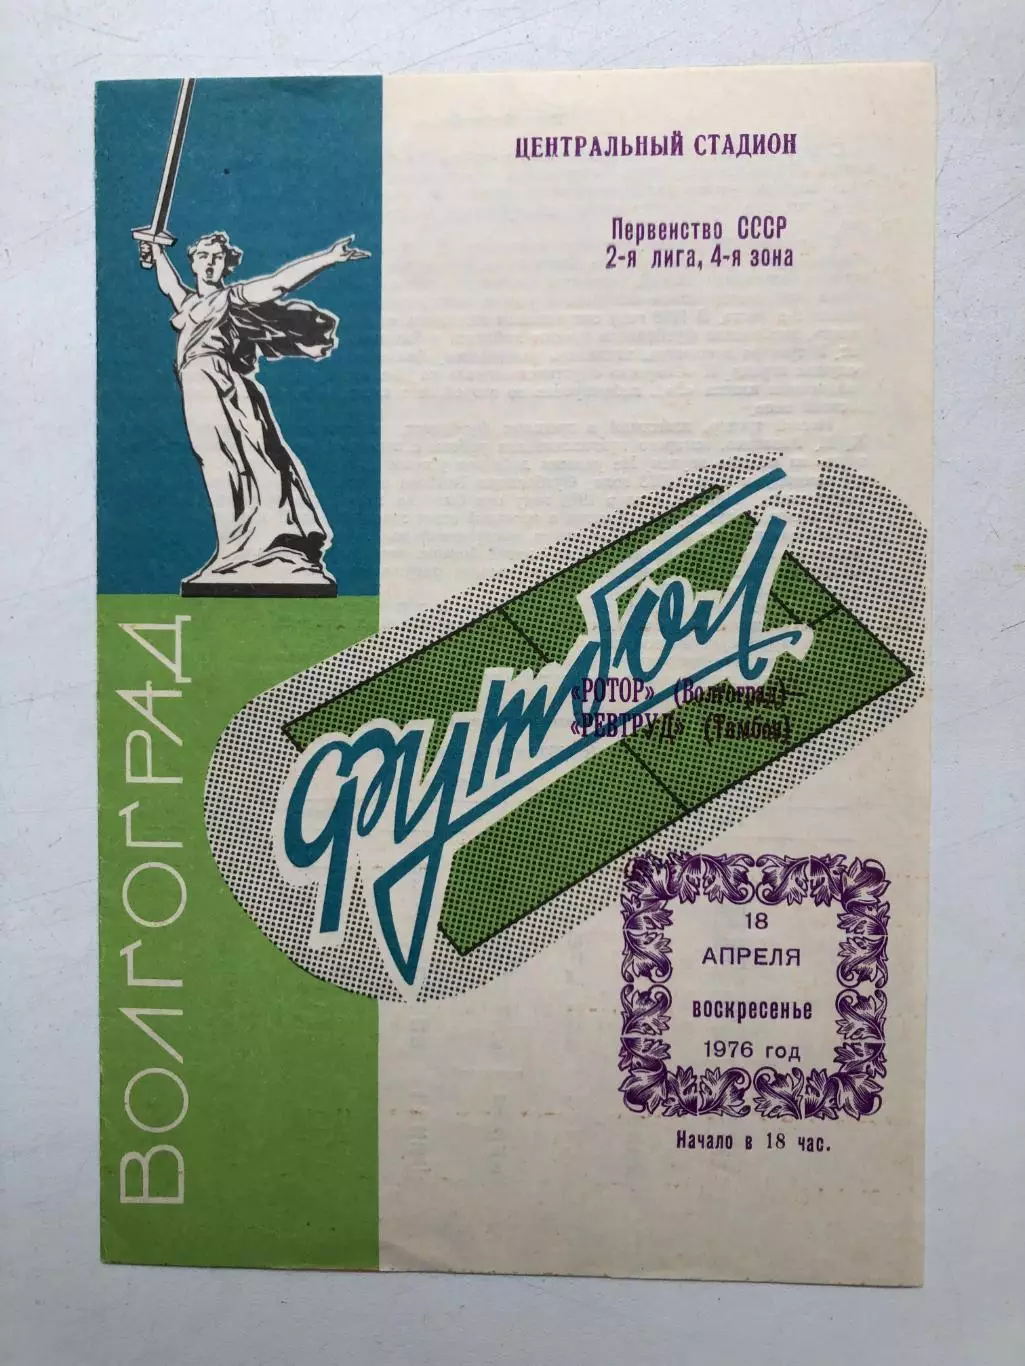 ЦЕНТРАЛЬНЫЙ СТАДИОН
Первенство СССР
2-я лига, 4-я зона
ВОЛГОГРАД
футбол
«РОТОР» (Волгоград)—
«РЕВТРУД» (Тамбов)
18
АПРЕЛЯ
воскресенье
1976 год
Начало в 18 час.